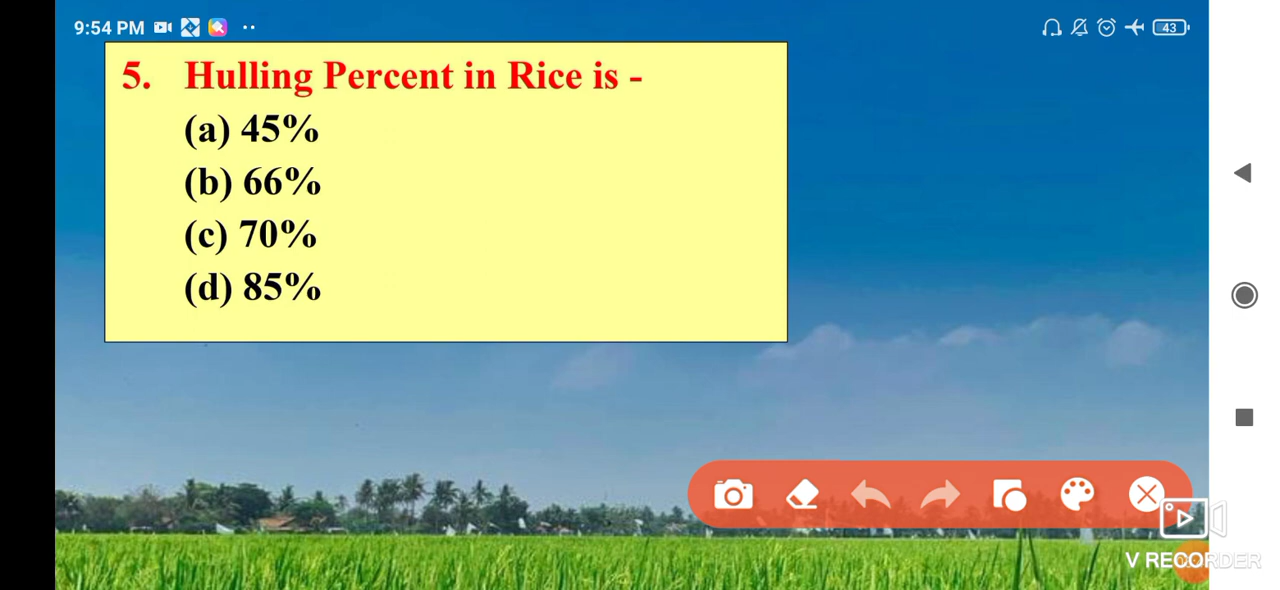 9:54 PM
43
5. Hulling Percent in Rice is -
(a) 45%
(b) 66%
(c) 70%
(d) 85%
V RECORDER